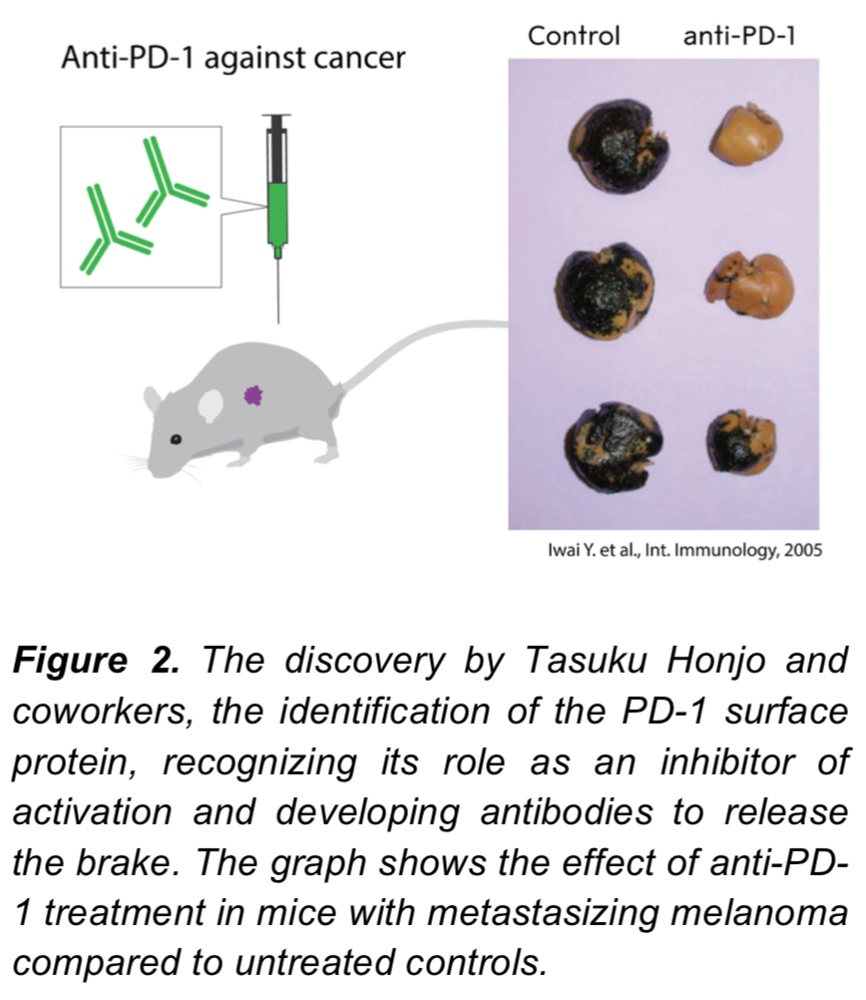 Anti-PD-1 against cancer
Control anti-PD-1
Iwai Y. et al., Int. Immunology, 2005
Figure 2. The discovery by Tasuku Honjo and
coworkers, the identification of the PD-1 surface
protein, recognizing its role as an inhibitor of
activation and developing antibodies to release
the brake. The graph shows the effect of anti-PD-
1 treatment in mice with metastasizing melanoma
compared to untreated controls.